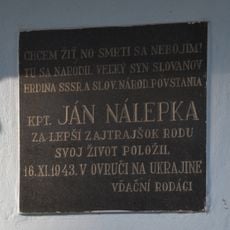 CHCEM ŽIŤ, NO SMRTI SA NEBOJÍM!
TU SA NARODIL VEĽKÝ SYN SLOVANOV
HRDINA SSSR A SLOV. NÁROD. POVSTANIA
KPT. JÁN NÁLEPKA
ZA LEPŠÍ ZAJTRAJŠOK RODU
SVOJ ŽIVOT POLOŽIL
16.XI.1943. V OVRUČI NA UKRAJINE
VĎAČNÍ RODÁCI